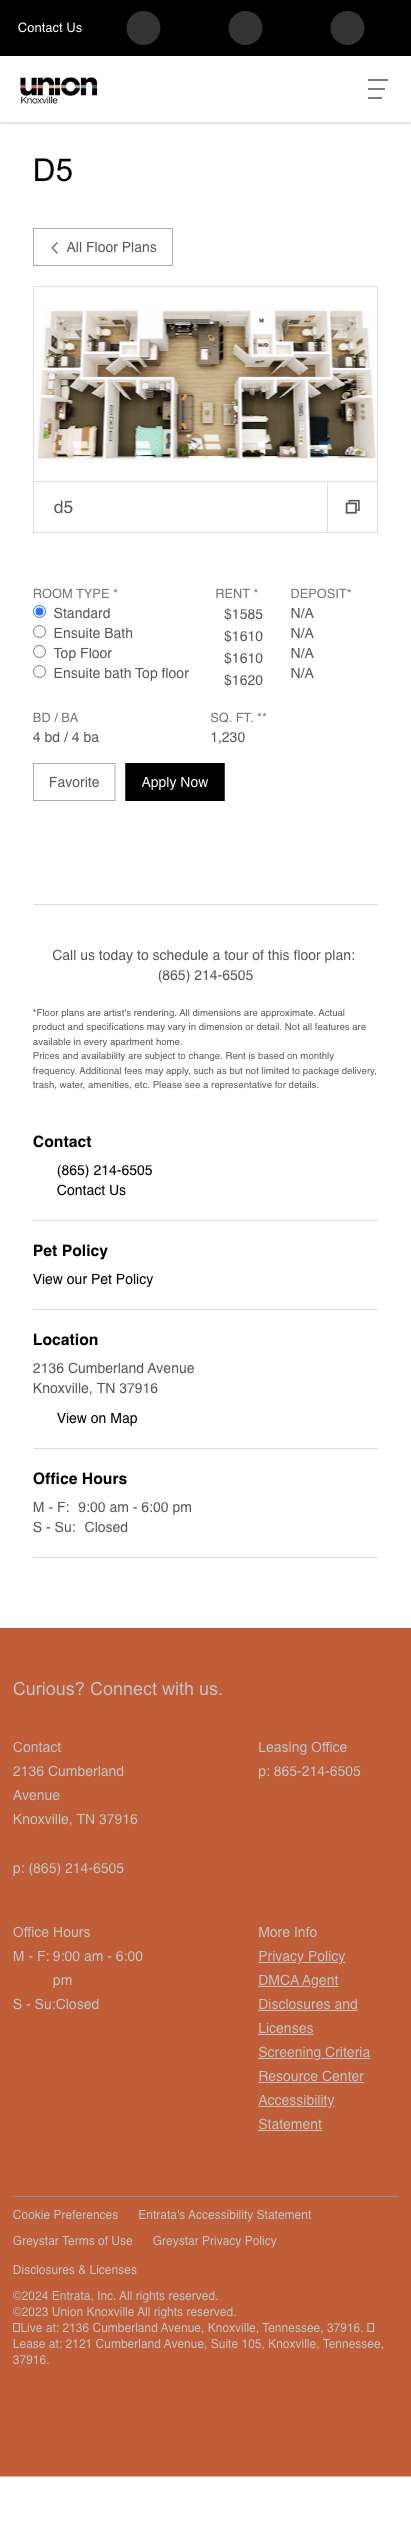 Contact Us
union
Knoxville
D5
All Floor Plans
W/D
d5
ROOM TYPE * RENT * DEPOSIT*
Standard $1585 N/A
Ensuite Bath $1610 N/A
Top Floor $1610 N/A
Ensuite bath Top floor $1620 N/A
BD / BA SQ. FT. **
4 bd / 4 ba 1,230
Favorite Apply Now
Call us today to schedule a tour of this floor plan:
(865) 214-6505
*Floor plans are artist's rendering. All dimensions are approximate. Actual
product and specifications may vary in dimension or detail. Not all features are
available in every apartment home.
Prices and availability are subject to change. Rent is based on monthly
frequency. Additional fees may apply, such as but not limited to package delivery,
trash, water, amenities, etc. Please see a representative for details.
Contact
(865) 214-6505
Contact Us
Pet Policy
View our Pet Policy
Location
2136 Cumberland Avenue
Knoxville, TN 37916
View on Map
Office Hours
M - F: 9:00 am - 6:00 pm
S - Su: Closed
Curious? Connect with us.
Contact
2136 Cumberland
Avenue
Knoxville, TN 37916
p: (865) 214-6505
Leasing Office
p: 865-214-6505
Office Hours
M - F: 9:00 am - 6:00
pm
S - Su:Closed
More Info
Privacy Policy
DMCA Agent
Disclosures and
Licenses
Screening Criteria
Resource Center
Accessibility
Statement
Cookie Preferences Entrata's Accessibility Statement
Greystar Terms of Use Greystar Privacy Policy
Disclosures & Licenses
©2024 Entrata, Inc. All rights reserved.
©2023 Union Knoxville All rights reserved.
Live at: 2136 Cumberland Avenue, Knoxville, Tennessee, 37916.
Lease at: 2121 Cumberland Avenue, Suite 105, Knoxville, Tennessee,
37916.